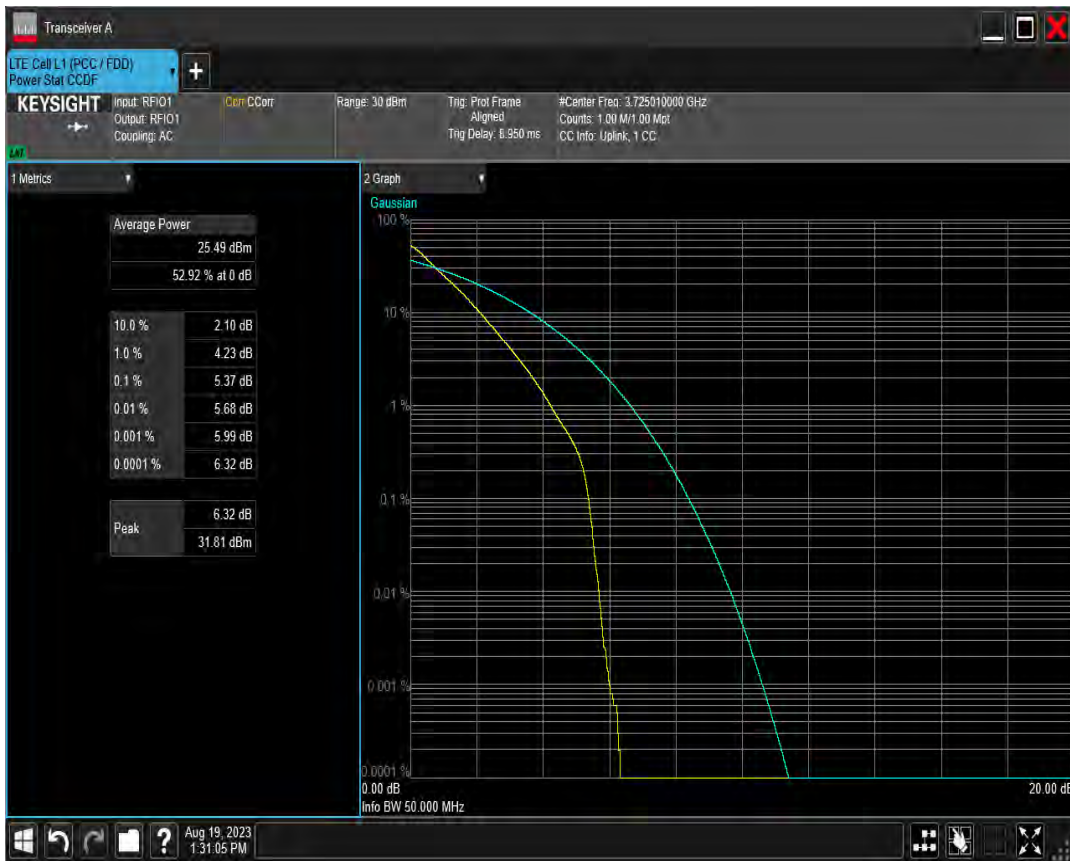 Transceiver A
LTE Cell L1 (PCC / FDD)
Power Stat CCDF
+
KEYSIGHT
Input: RFIO1
Output: RFIO1
Coupling: AC
Corr CCorr
Range: 30 dBm
Trig: Prot Frame
Aligned
Trig Delay: 8.950 ms
#Center Freq: 3.725010000 GHz
Counts: 1.00 M/1.00 Mpt
CC Info: Uplink, 1 CC
LXI
1 Metrics
Average Power
25.49 dBm
52.92 % at 0 dB
10.0 % 2.10 dB
1.0 % 4.23 dB
0.1 % 5.37 dB
0.01 % 5.68 dB
0.001 % 5.99 dB
0.0001 % 6.32 dB
Peak
6.32 dB
31.81 dBm
2 Graph
Gaussian
100 %
10 %
1 %
0.1 %
0.01 %
0.001 %
0.0001 %
0.00 dB
20.00 dB
Info BW 50.000 MHz
?
Aug 19, 2023
1:31:05 PM